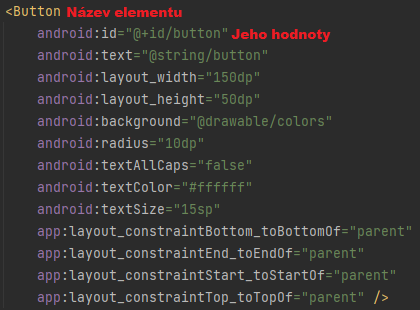 <Button Název elementu
android:id="@+id/button" Jeho hodnoty
android:text="@string/button"
android:layout_width="150dp"
android:layout_height="50dp"
android:background="@drawable/colors"
android:radius="10dp"
android:textAllCaps="false"
android:textColor="#ffffff"
android:textSize="15sp"
app:layout_constraintBottom_toBottomOf="parent"
app:layout_constraintEnd_toEndOf="parent"
app:layout_constraintStart_toStartOf="parent"
app:layout_constraintTop_toTopOf="parent" />